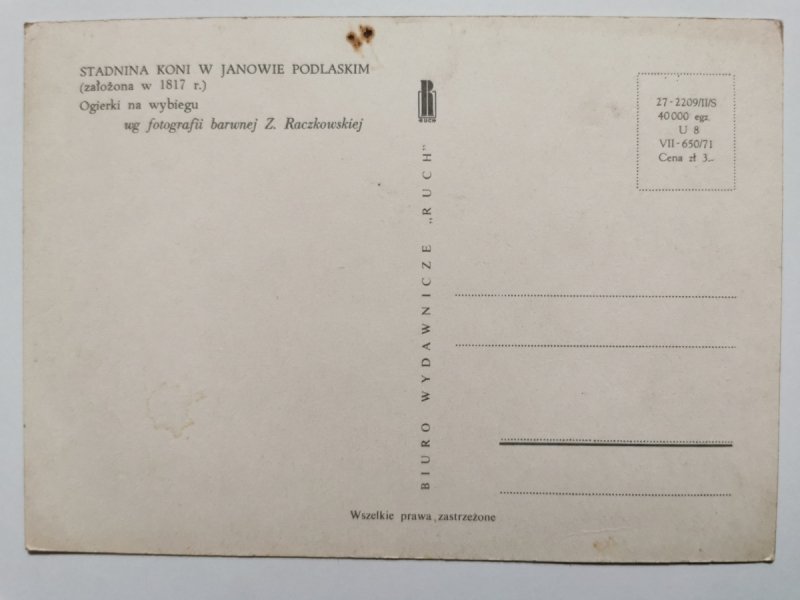 STADNINA KONI W JANOWIE PODLASKIM
(założona w 1817 r.)
Ogierki na wybiegu
wg fotografii barwnej Z. Raczkowskiej
RUCH
BIURO WYDAWNICZE „RUCH"
27-2209/II/S
40 000 egz.
U 8
VII-650/71
Cena zł 3.-
Wszelkie prawa zastrzeżone